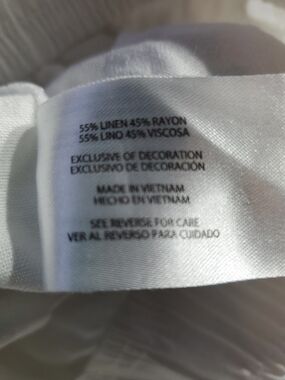 55% LINEN 45% RAYON
55% LINO 45% VISCOSA
EXCLUSIVE OF DECORATION
EXCLUSIVO DE DECORACIÓN
MADE IN VIETNAM
HECHO EN VIETNAM
SEE REVERSE FOR CARE
VER AL REVERSO PARA CUIDADO